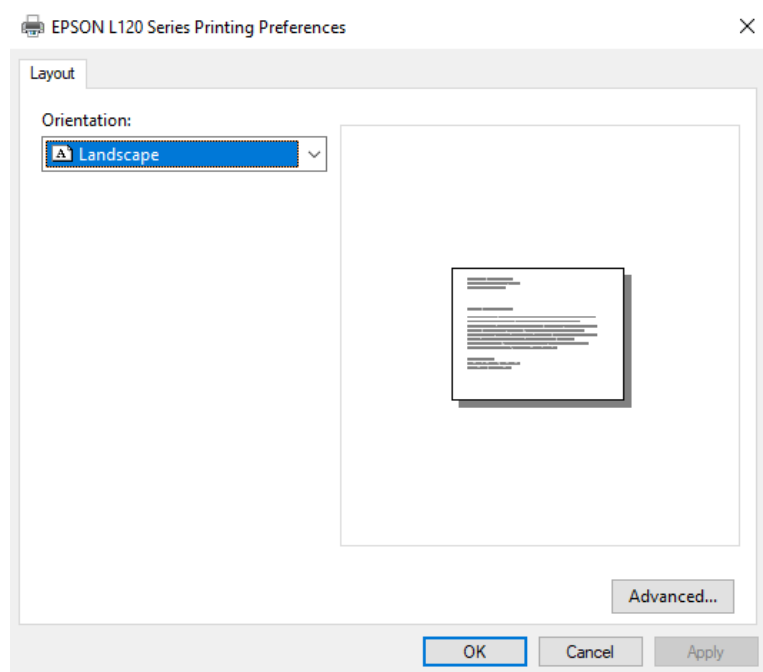 EPSON L120 Series Printing Preferences
Layout
Orientation:
A Landscape
Advanced...
OK Cancel Apply